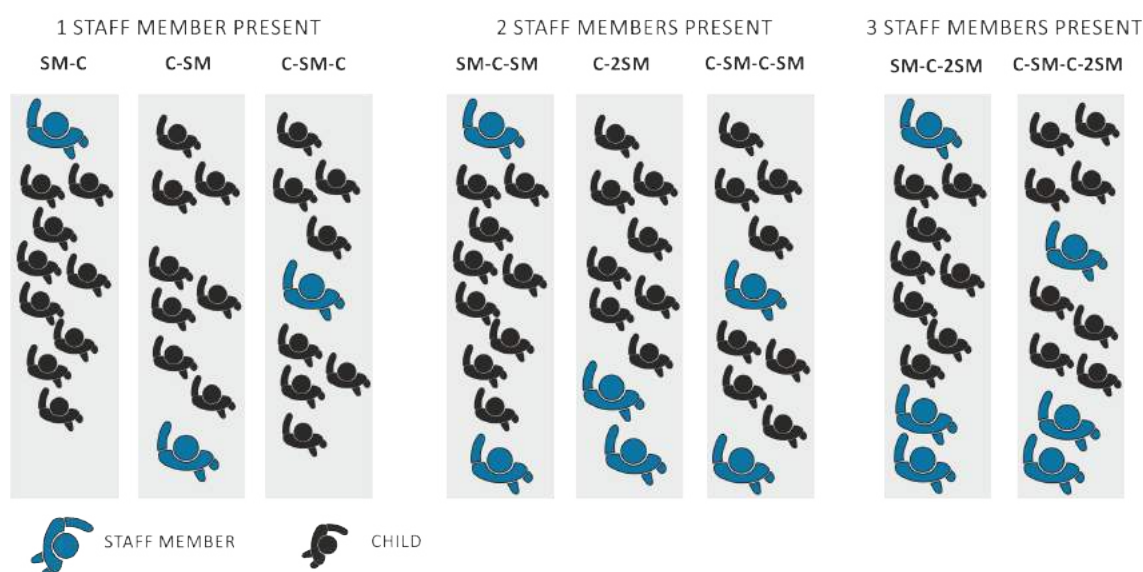 1 STAFF MEMBER PRESENT
2 STAFF MEMBERS PRESENT
3 STAFF MEMBERS PRESENT
SM-C
C-SM
C-SM-C
SM-C-SM
C-2SM
C-SM-C-SM
SM-C-2SM
C-SM-C-2SM
STAFF MEMBER
CHILD